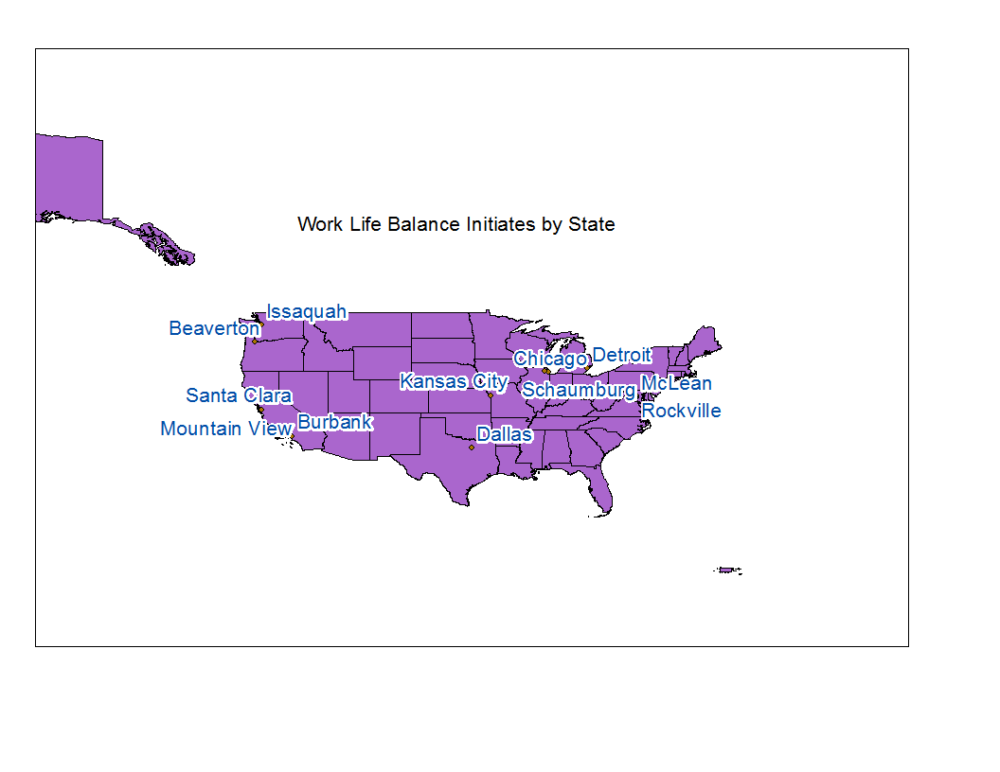 Work Life Balance Initiates by State
Issaquah
Beaverton
Chicago
Detroit
Kansas City
Schaumburg
McLean
Santa Clara
Rockville
Mountain View
Burbank
Dallas